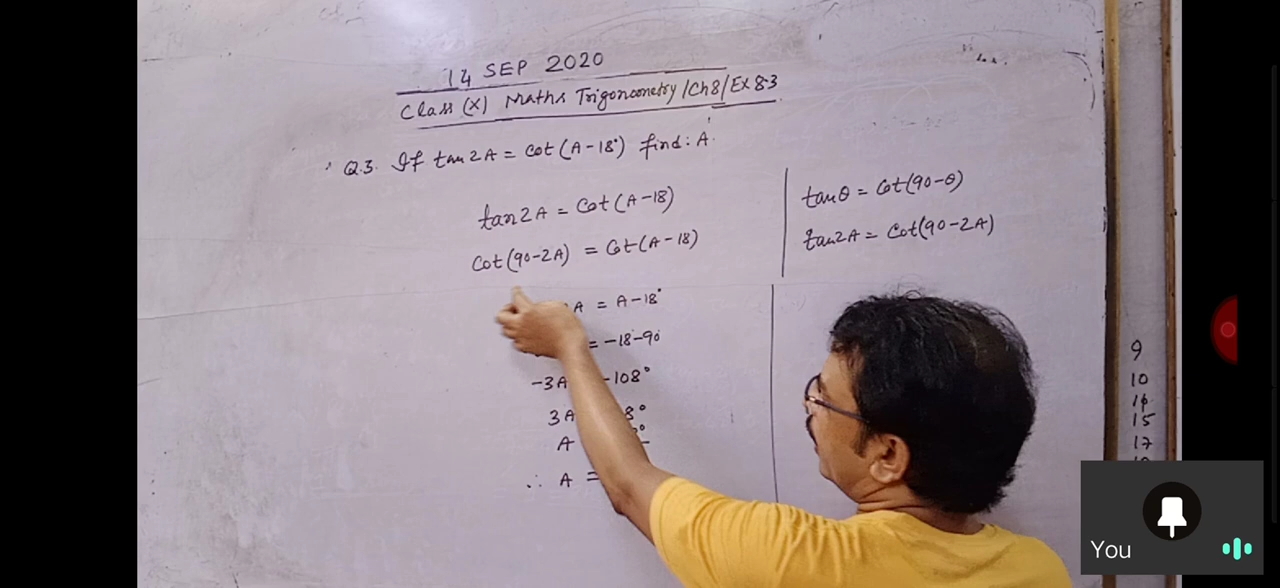 14 SEP 2020
Class (X) Maths Trigonometry /Ch8/Ex 8.3
Q.3. If tan 2A = Cot (A-18°) find: A.
tan 2A = Cot (A-18)
Cot (90-2A) = Cot (A-18)
A = A-18°
= -18-90
-3A -108°
3A 8°
A °
∴ A =
tanθ = Cot(90-θ)
tan2A = Cot(90-2A)
9
10
15
17
You